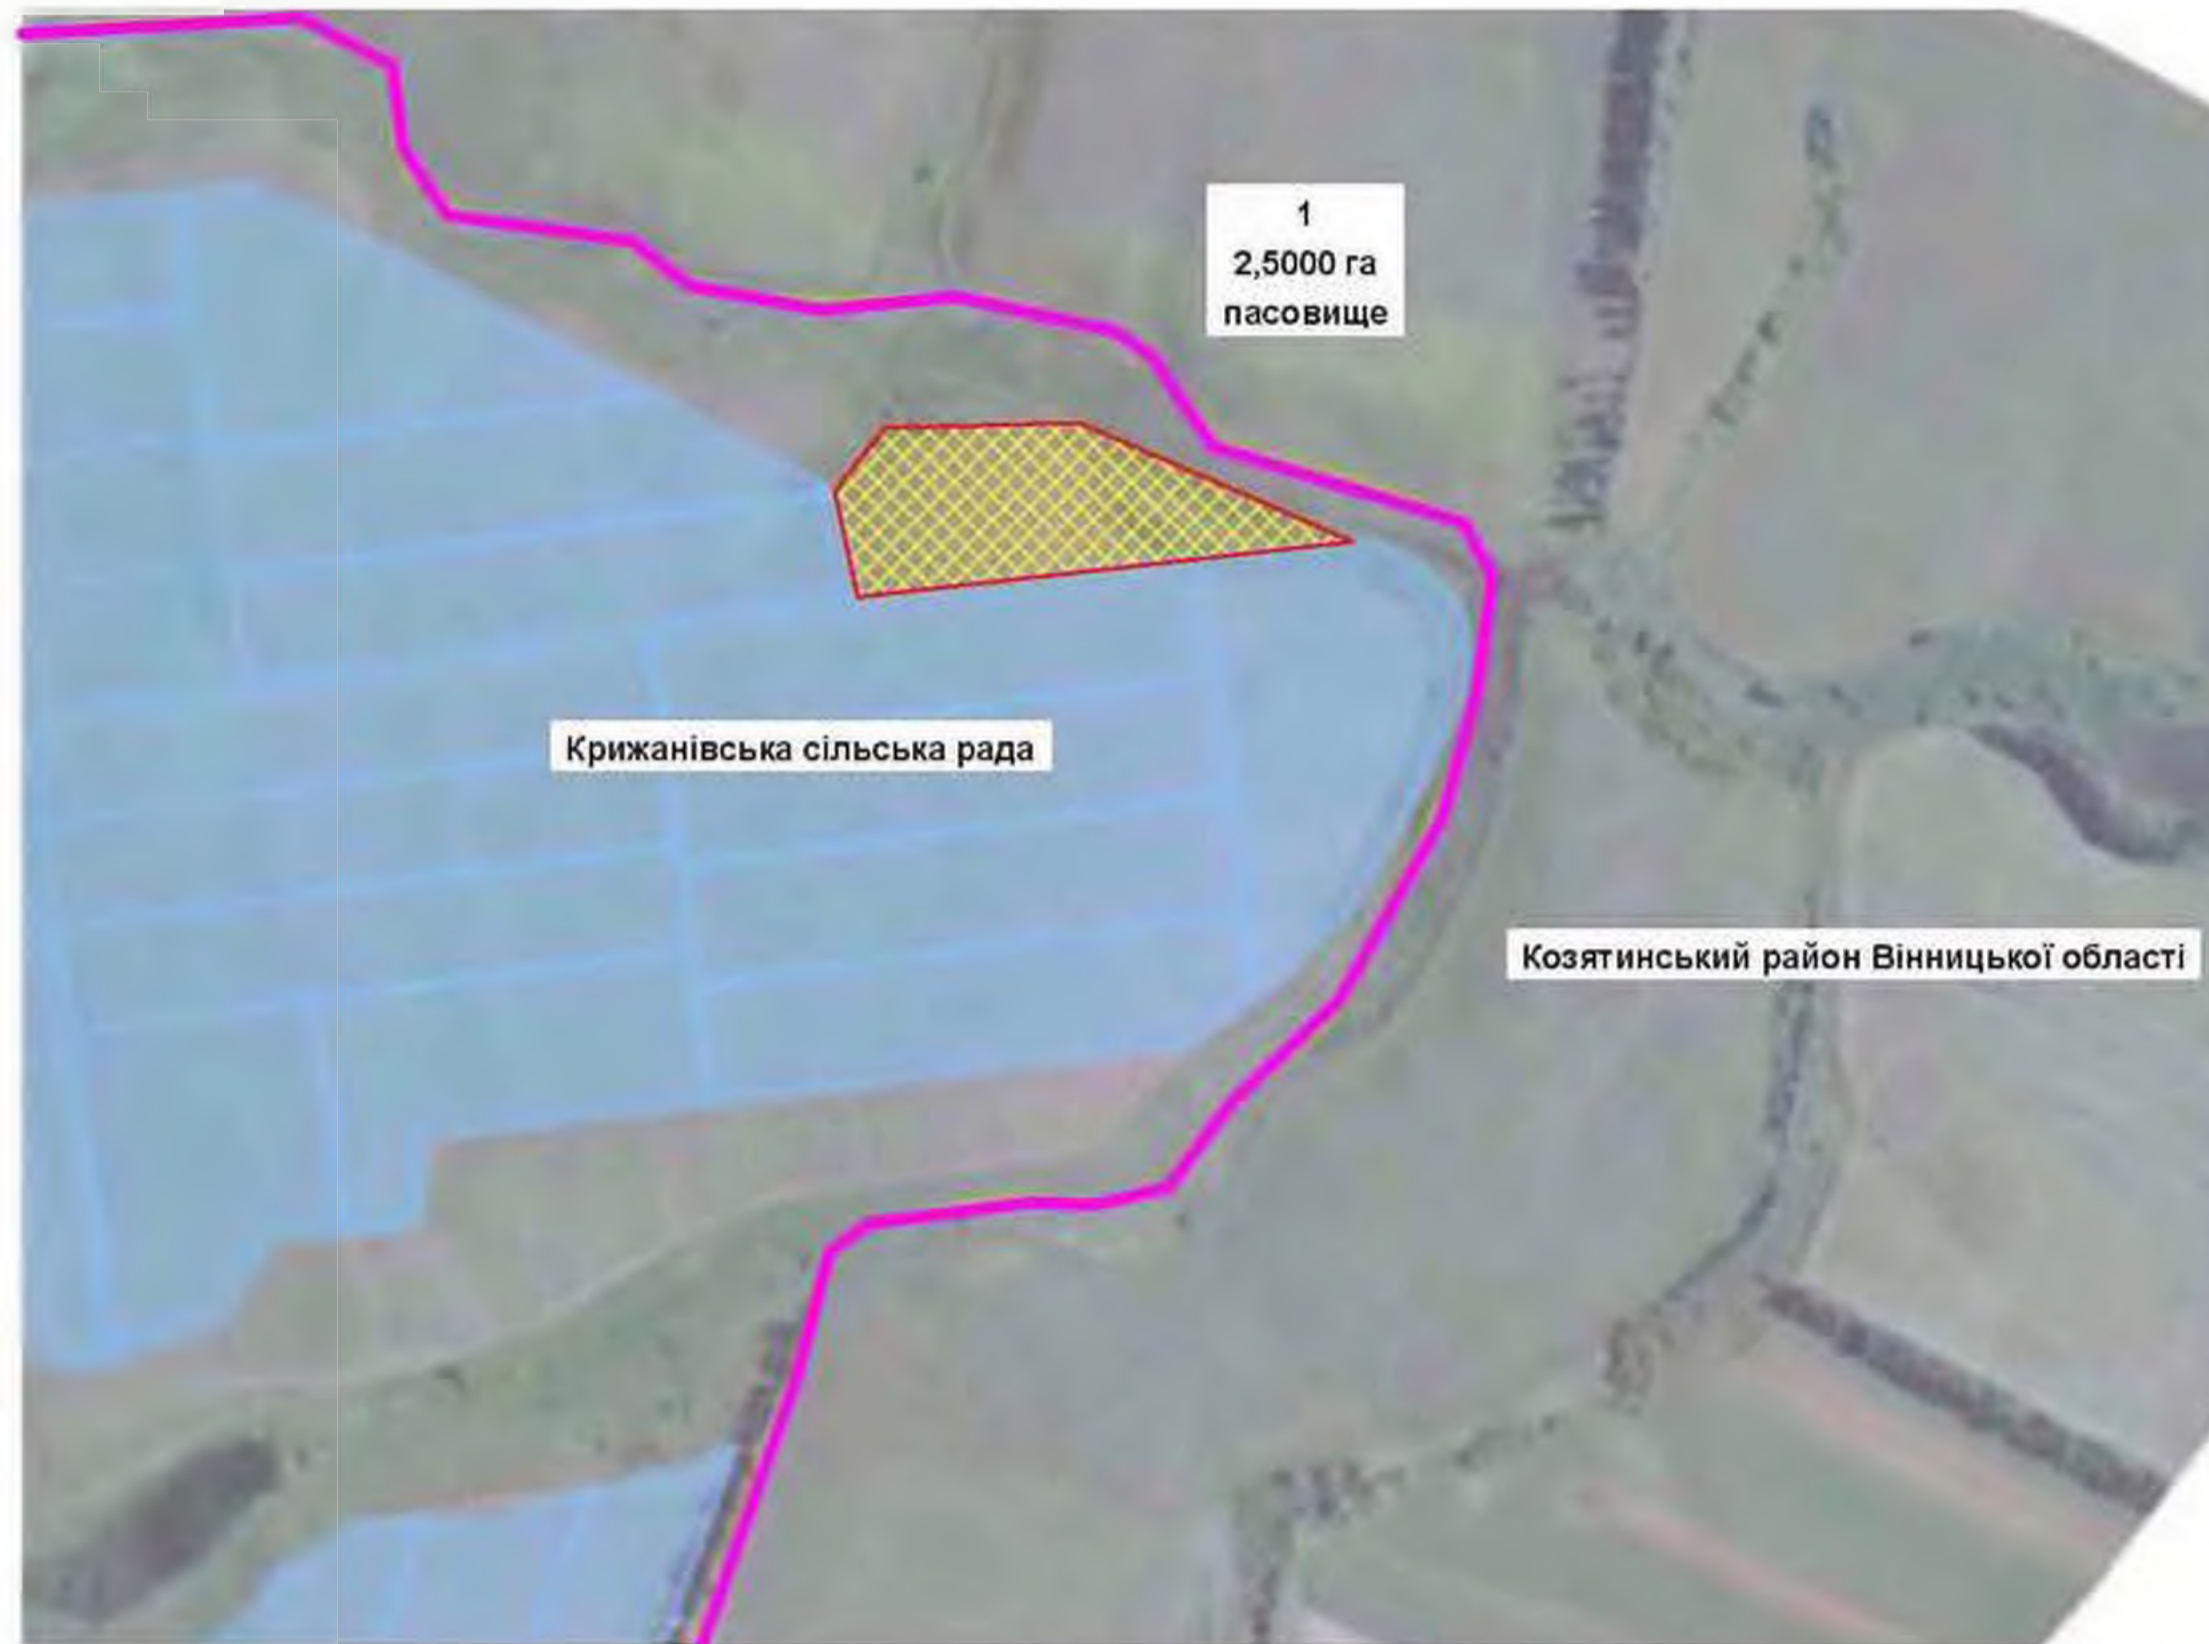 1
2,5000 га
пасовище
Крижанівська сільська рада
Козятинський район Вінницької області